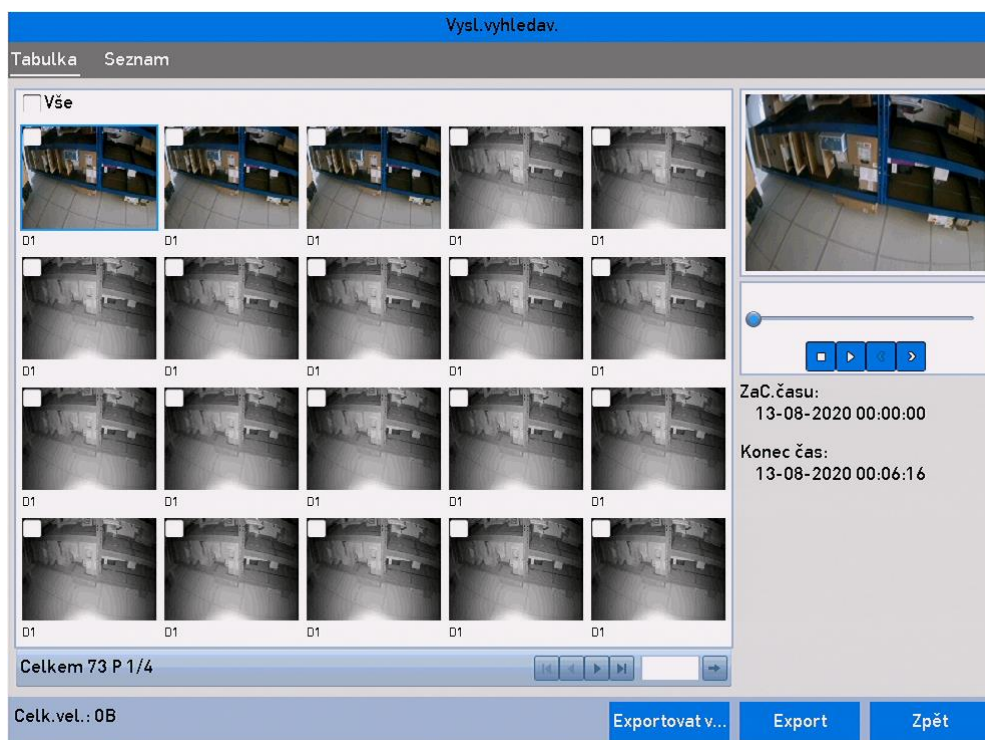 Vysl.vyhledav.
Tabulka Seznam
Vše
D1 D1 D1 D1 D1
D1 D1 D1 D1 D1
D1 D1 D1 D1 D1
D1 D1 D1 D1 D1
ZaC.času:
13-08-2020 00:00:00
Konec čas:
13-08-2020 00:06:16
Celkem 73 P 1/4
Celk.vel.: 0B
Exportovat v... Export Zpět